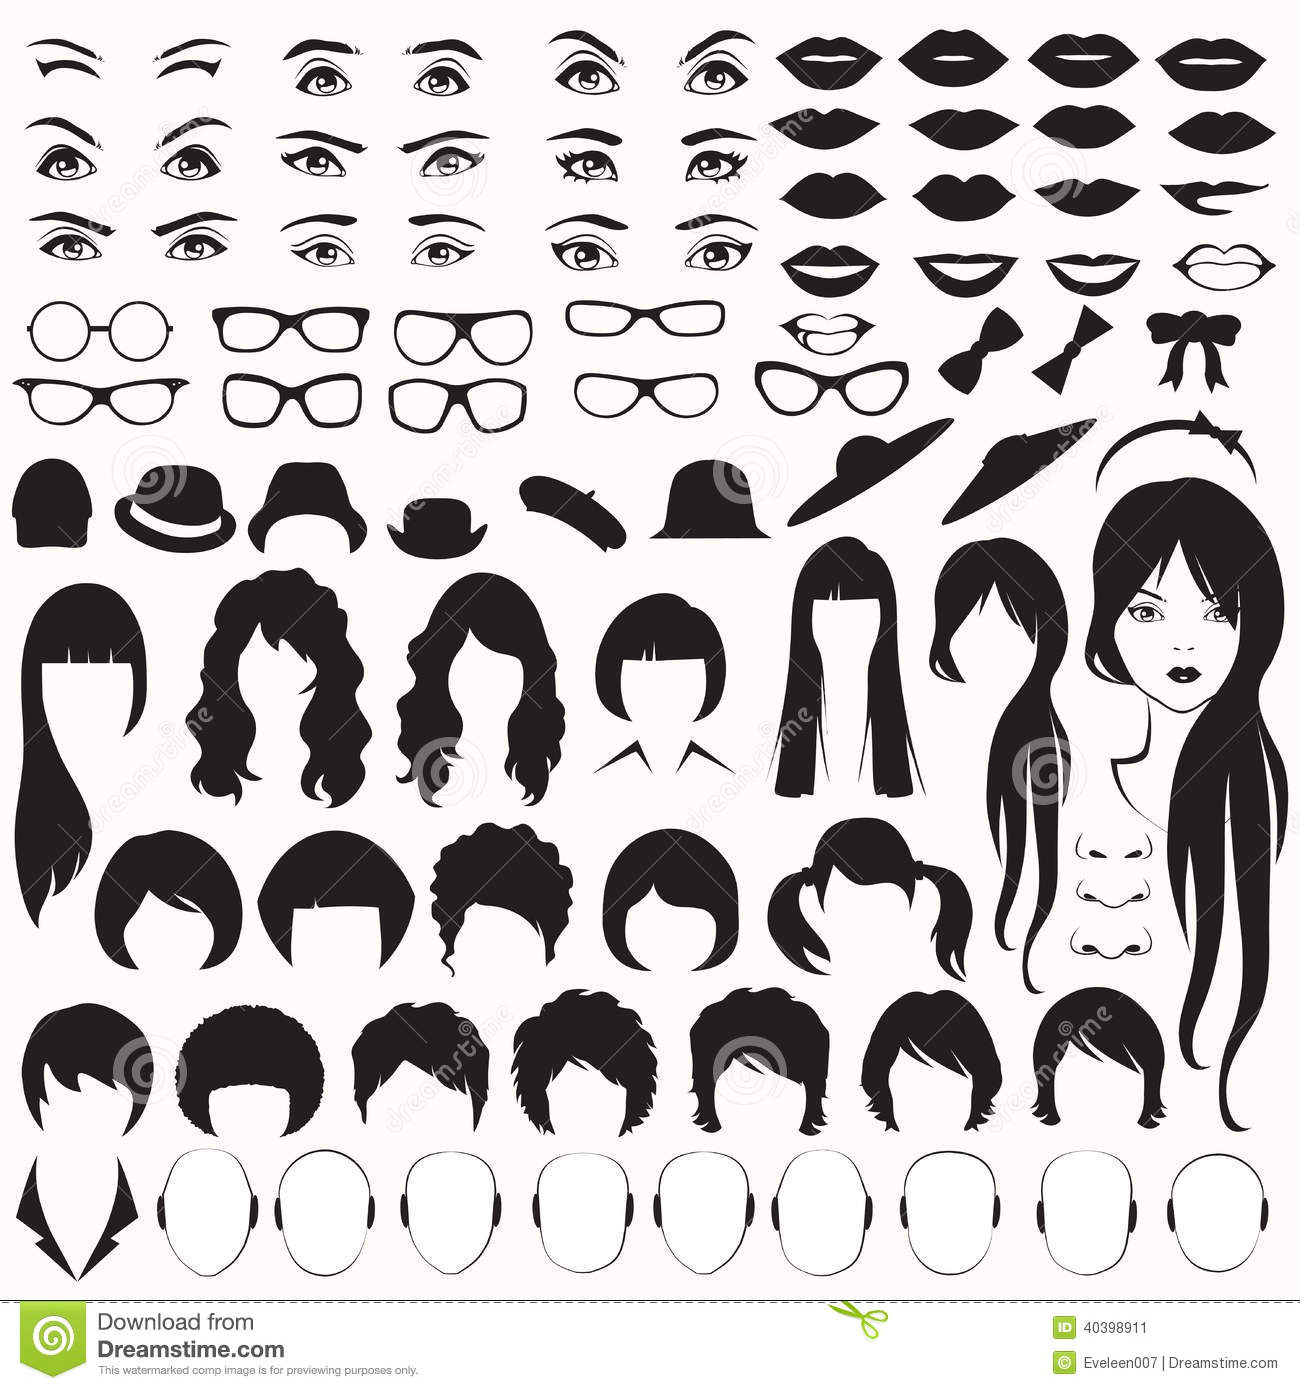 Download from
Dreamstime.com
This watermarked comp image is for previewing purposes only.
ID 40398911
© Eveleen007 | Dreamstime.com